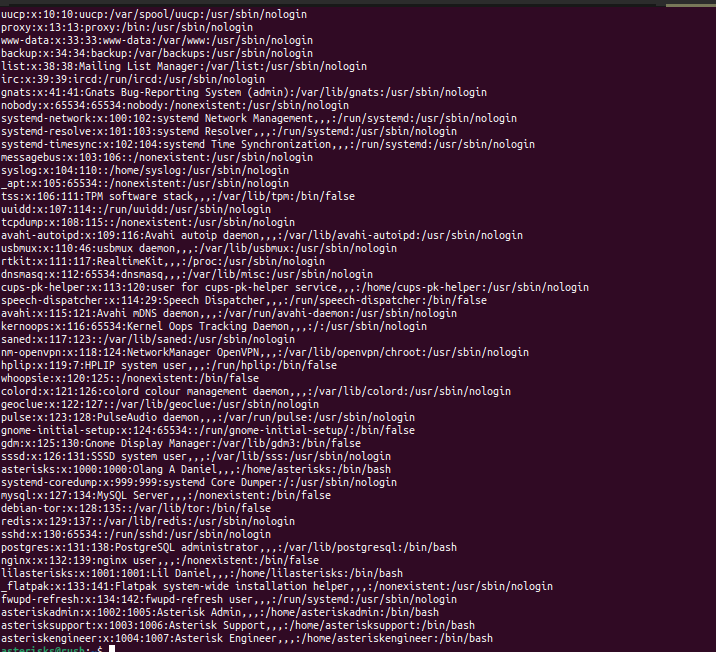 uucp:x:10:10:uucp:/var/spool/uucp:/usr/sbin/nologin
proxy:x:13:13:proxy:/bin:/usr/sbin/nologin
www-data:x:33:33:www-data:/var/www:/usr/sbin/nologin
backup:x:34:34:backup:/var/backups:/usr/sbin/nologin
list:x:38:38:Mailing List Manager:/var/list:/usr/sbin/nologin
irc:x:39:39:ircd:/run/ircd:/usr/sbin/nologin
gnats:x:41:41:Gnats Bug-Reporting System (admin):/var/lib/gnats:/usr/sbin/nologin
nobody:x:65534:65534:nobody:/nonexistent:/usr/sbin/nologin
systemd-network:x:100:102:systemd Network Management,,,:/run/systemd:/usr/sbin/nologin
systemd-resolve:x:101:103:systemd Resolver,,,:/run/systemd:/usr/sbin/nologin
systemd-timesync:x:102:104:systemd Time Synchronization,,,:/run/systemd:/usr/sbin/nologin
messagebus:x:103:106::/nonexistent:/usr/sbin/nologin
syslog:x:104:110::/home/syslog:/usr/sbin/nologin
_apt:x:105:65534::/nonexistent:/usr/sbin/nologin
tss:x:106:111:TPM software stack,,,:/var/lib/tpm:/bin/false
uuidd:x:107:114::/run/uuidd:/usr/sbin/nologin
tcpdump:x:108:115::/nonexistent:/usr/sbin/nologin
avahi-autoipd:x:109:116:Avahi autoip daemon,,,:/var/lib/avahi-autoipd:/usr/sbin/nologin
usbmux:x:110:46:usbmux daemon,,,:/var/lib/usbmux:/usr/sbin/nologin
rtkit:x:111:117:RealtimeKit,,,:/proc:/usr/sbin/nologin
dnsmasq:x:112:65534:dnsmasq,,,:/var/lib/misc:/usr/sbin/nologin
cups-pk-helper:x:113:120:user for cups-pk-helper service,,,:/home/cups-pk-helper:/usr/sbin/nologin
speech-dispatcher:x:114:29:Speech Dispatcher,,,:/run/speech-dispatcher:/bin/false
avahi:x:115:121:Avahi mDNS daemon,,,:/var/run/avahi-daemon:/usr/sbin/nologin
kernoops:x:116:65534:Kernel Oops Tracking Daemon,,,:/:/usr/sbin/nologin
saned:x:117:123::/var/lib/saned:/usr/sbin/nologin
nm-openvpn:x:118:124:NetworkManager OpenVPN,,,:/var/lib/openvpn/chroot:/usr/sbin/nologin
hplip:x:119:7:HPLIP system user,,,:/run/hplip:/bin/false
whoopsie:x:120:125::/nonexistent:/bin/false
colord:x:121:126:colord colour management daemon,,,:/var/lib/colord:/usr/sbin/nologin
geoclue:x:122:127::/var/lib/geoclue:/usr/sbin/nologin
pulse:x:123:128:PulseAudio daemon,,,:/var/run/pulse:/usr/sbin/nologin
gnome-initial-setup:x:124:65534::/run/gnome-initial-setup/:/bin/false
gdm:x:125:130:Gnome Display Manager:/var/lib/gdm3:/bin/false
sssd:x:126:131:SSSD system user,,,:/var/lib/sss:/usr/sbin/nologin
asterisks:x:1000:1000:Olang A Daniel,,,:/home/asterisks:/bin/bash
systemd-coredump:x:999:999:systemd Core Dumper:/:/usr/sbin/nologin
mysql:x:127:134:MySQL Server,,,:/nonexistent:/bin/false
debian-tor:x:128:135::/var/lib/tor:/bin/false
redis:x:129:137::/var/lib/redis:/usr/sbin/nologin
sshd:x:130:65534::/run/sshd:/usr/sbin/nologin
postgres:x:131:138:PostgreSQL administrator,,,:/var/lib/postgresql:/bin/bash
nginx:x:132:139:nginx user,,,:/nonexistent:/bin/false
lilasterisks:x:1001:1001:Lil Daniel,,,:/home/lilasterisks:/bin/bash
_flatpak:x:133:141:Flatpak system-wide installation helper,,,:/nonexistent:/usr/sbin/nologin
fwupd-refresh:x:134:142:fwupd-refresh user,,,:/run/systemd:/usr/sbin/nologin
asteriskadmin:x:1002:1005:Asterisk Admin,,,:/home/asteriskadmin:/bin/bash
asterisksupport:x:1003:1006:Asterisk Support,,,:/home/asterisksupport:/bin/bash
asteriskengineer:x:1004:1007:Asterisk Engineer,,,:/home/asteriskengineer:/bin/bash
asterisks@rush:~$